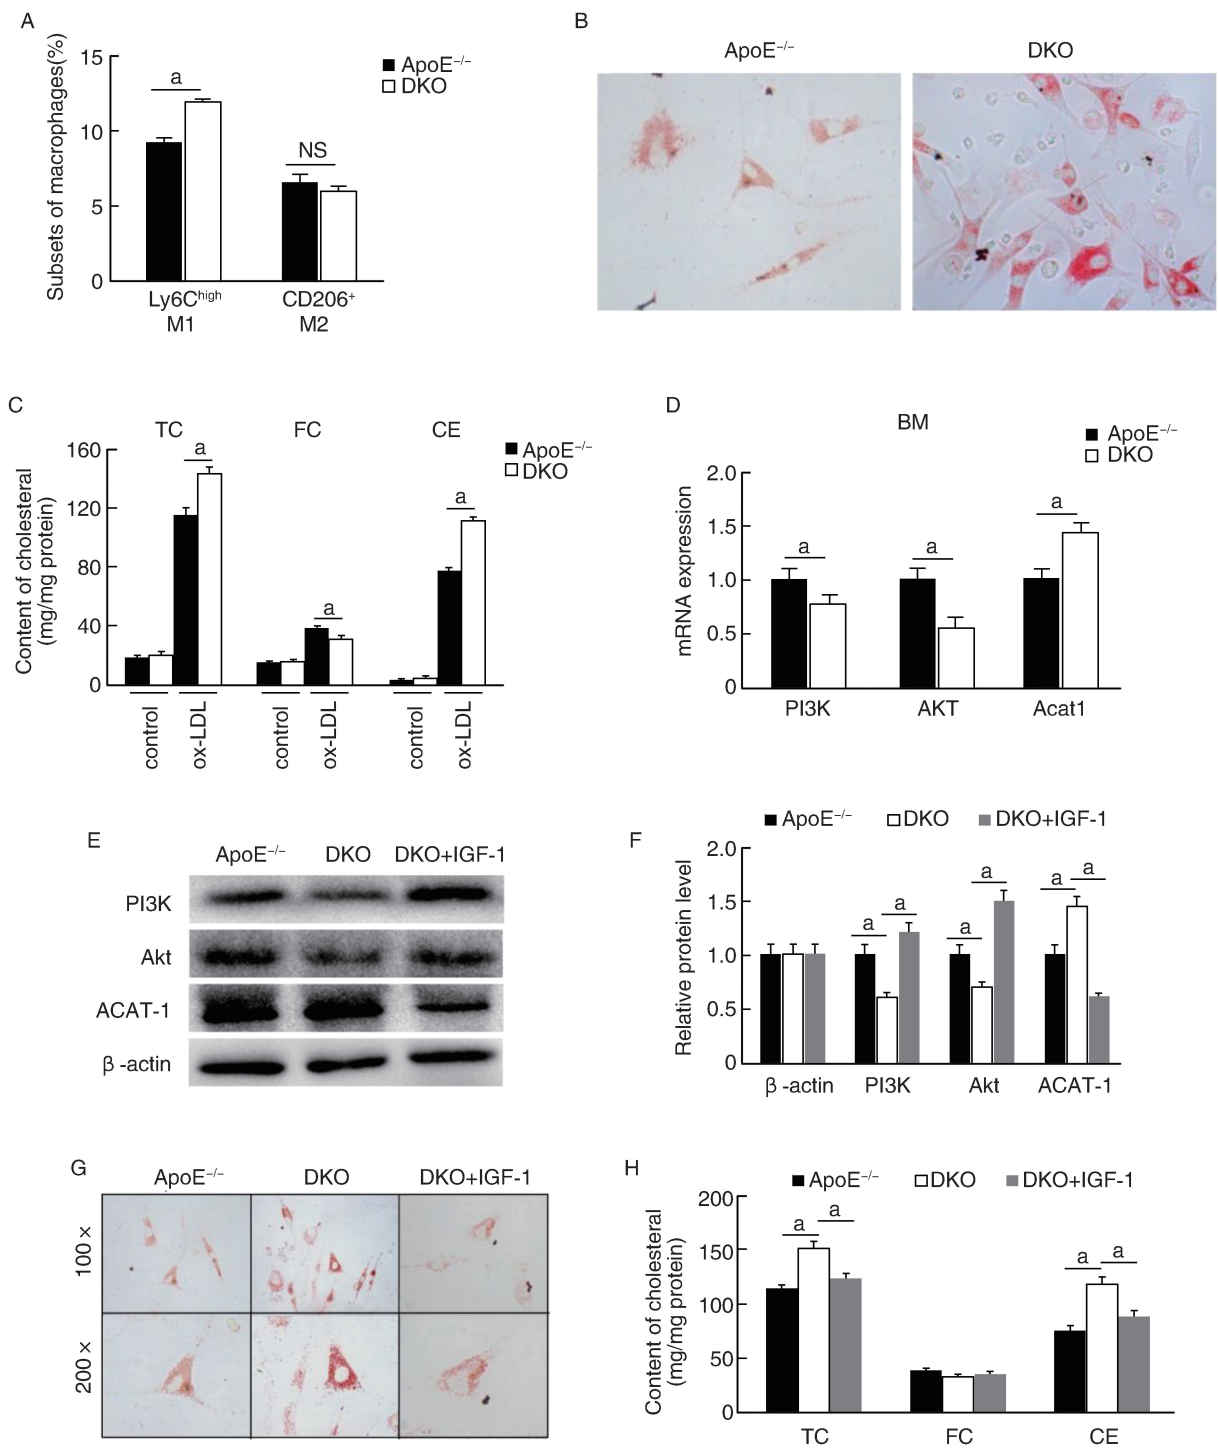 A
Subsets of macrophages(%)
15
10
5
0
a
NS
ApoE⁻/⁻
DKO
Ly6Chigh
M1
CD206+
M2
B
ApoE⁻/⁻
DKO
C
TC
FC
CE
ApoE⁻/⁻
DKO
Content of cholesteral
(mg/mg protein)
160
120
80
40
0
a
a
a
control
ox-LDL
control
ox-LDL
control
ox-LDL
D
BM
ApoE⁻/⁻
DKO
mRNA expression
2.0
1.5
1.0
0.5
0
a
a
a
PI3K
AKT
Acat1
E
ApoE⁻/⁻ DKO DKO+IGF-1
PI3K
Akt
ACAT-1
β -actin
F
ApoE⁻/⁻ DKO DKO+IGF-1
Relative protein level
2.0
1.5
1.0
0.5
0
a a
a a
a a
β -actin PI3K Akt ACAT-1
G
ApoE⁻/⁻ DKO DKO+IGF-1
100 ×
200 ×
H
ApoE⁻/⁻ DKO DKO+IGF-1
Content of cholesteral
(mg/mg protein)
200
150
100
50
0
a a
a a
TC FC CE